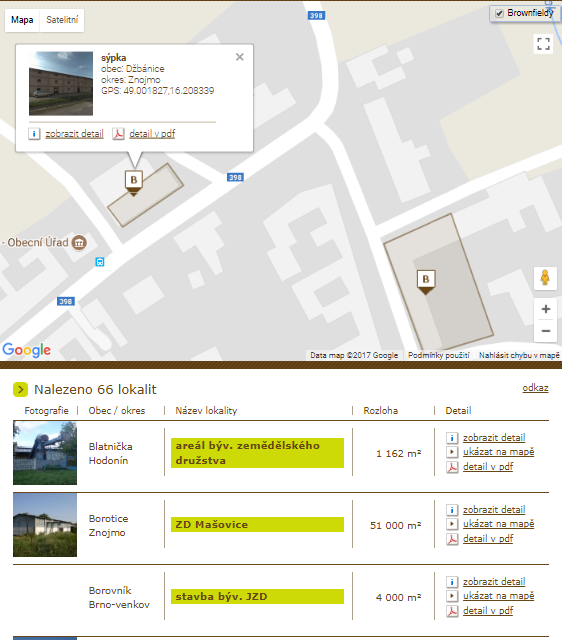 398
Mapa
Satelitní
Brownfieldy
sýpka
obec: Džbánice
okres: Znojmo
GPS: 49.001827,16.208339
zobrazit detail
detail v pdf
B
398
Obecní Úřad
B
398
Google
Data map ©2017 Google
Podmínky použití
Nahlásit chybu v mapě
Nalezeno 66 lokalit
odkaz
Fotografie
Obec / okres
Název lokality
Rozloha
Detail
Blatnička
Hodonín
areál býv. zemědělského
družstva
1 162 m²
zobrazit detail
ukázat na mapě
detail v pdf
Borotice
Znojmo
ZD Mašovice
51 000 m²
zobrazit detail
ukázat na mapě
detail v pdf
Borovník
Brno-venkov
stavba býv. JZD
4 000 m²
zobrazit detail
ukázat na mapě
detail v pdf